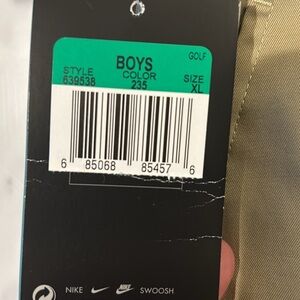 GOLF
BOYS
STYLE COLOR SIZE
639538 235 XL
6 85068 85457 6
NIKE SWOOSH